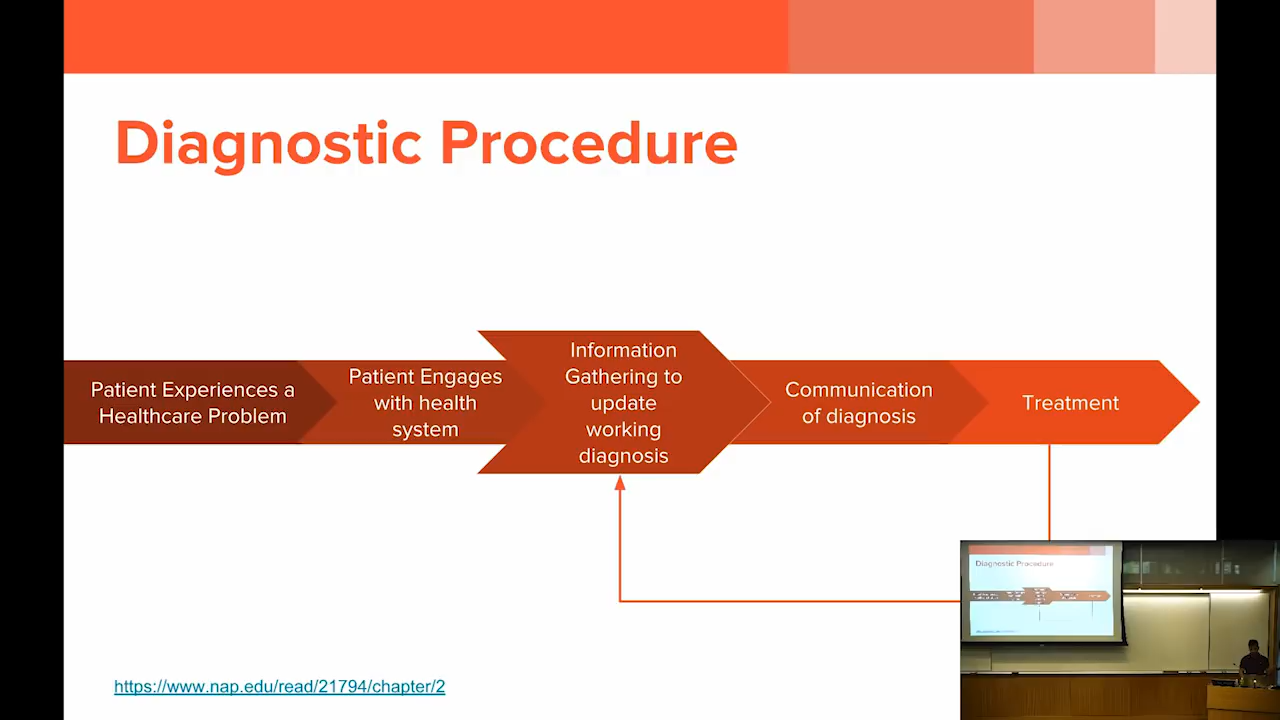 Diagnostic Procedure
Patient Experiences a
Healthcare Problem
Patient Engages
with health
system
Information
Gathering to
update
working
diagnosis
Communication
of diagnosis
Treatment
https://www.nap.edu/read/21794/chapter/2
Diagnostic Procedure